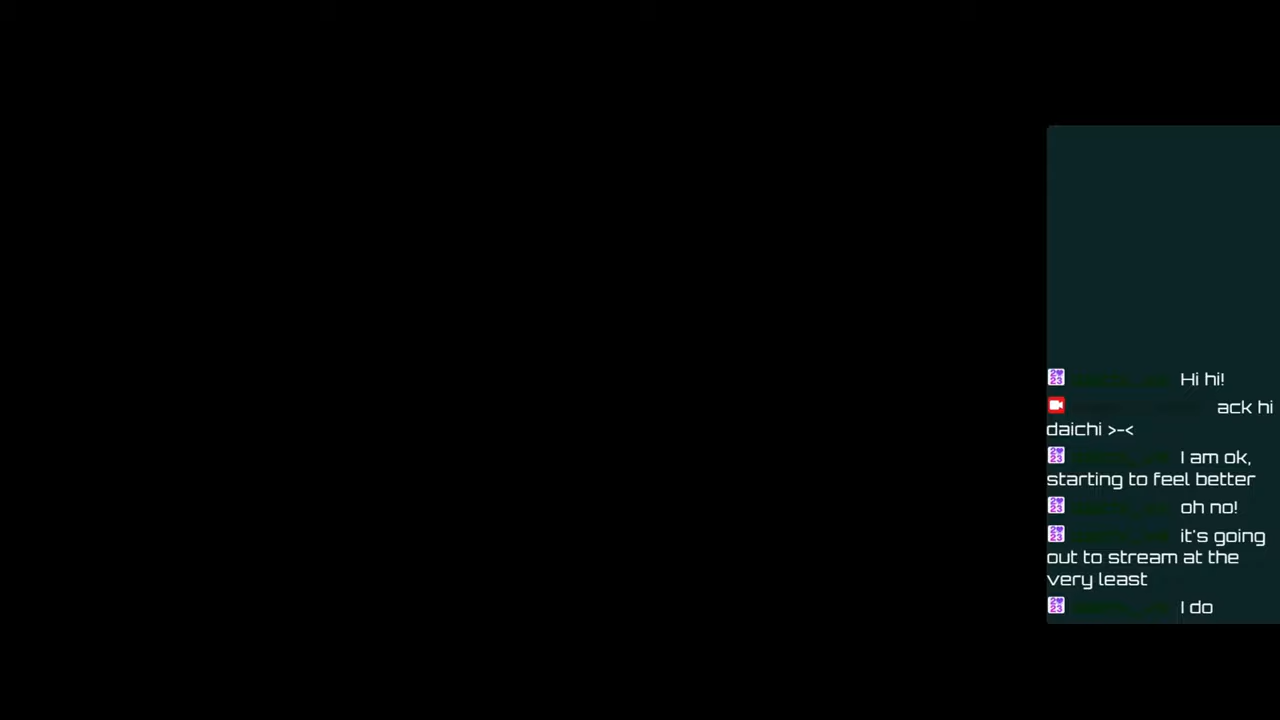 Hi hi!
ack hi
daichi >-<
I am ok,
starting to feel better
oh no!
it's going
out to stream at the
very least
I do